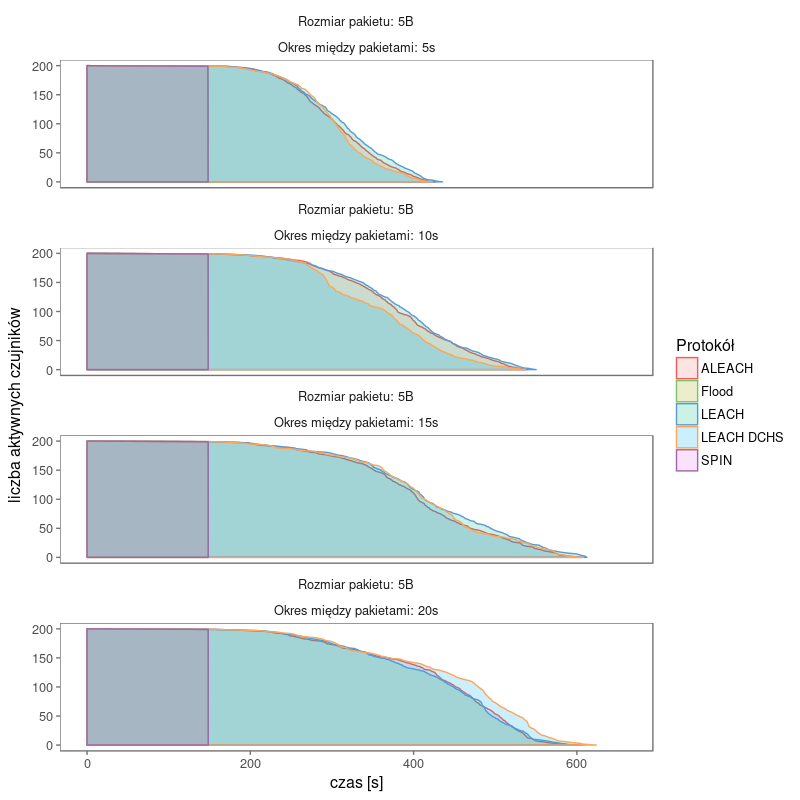 Rozmiar pakietu: 5B
Okres między pakietami: 5s
200
150
100
50
0
Rozmiar pakietu: 5B
Okres między pakietami: 10s
200
150
100
50
0
Rozmiar pakietu: 5B
Okres między pakietami: 15s
200
150
100
50
0
Rozmiar pakietu: 5B
Okres między pakietami: 20s
200
150
100
50
0
0 200 400 600
czas [s]
liczba aktywnych czujników
Protokół
ALEACH
Flood
LEACH
LEACH DCHS
SPIN